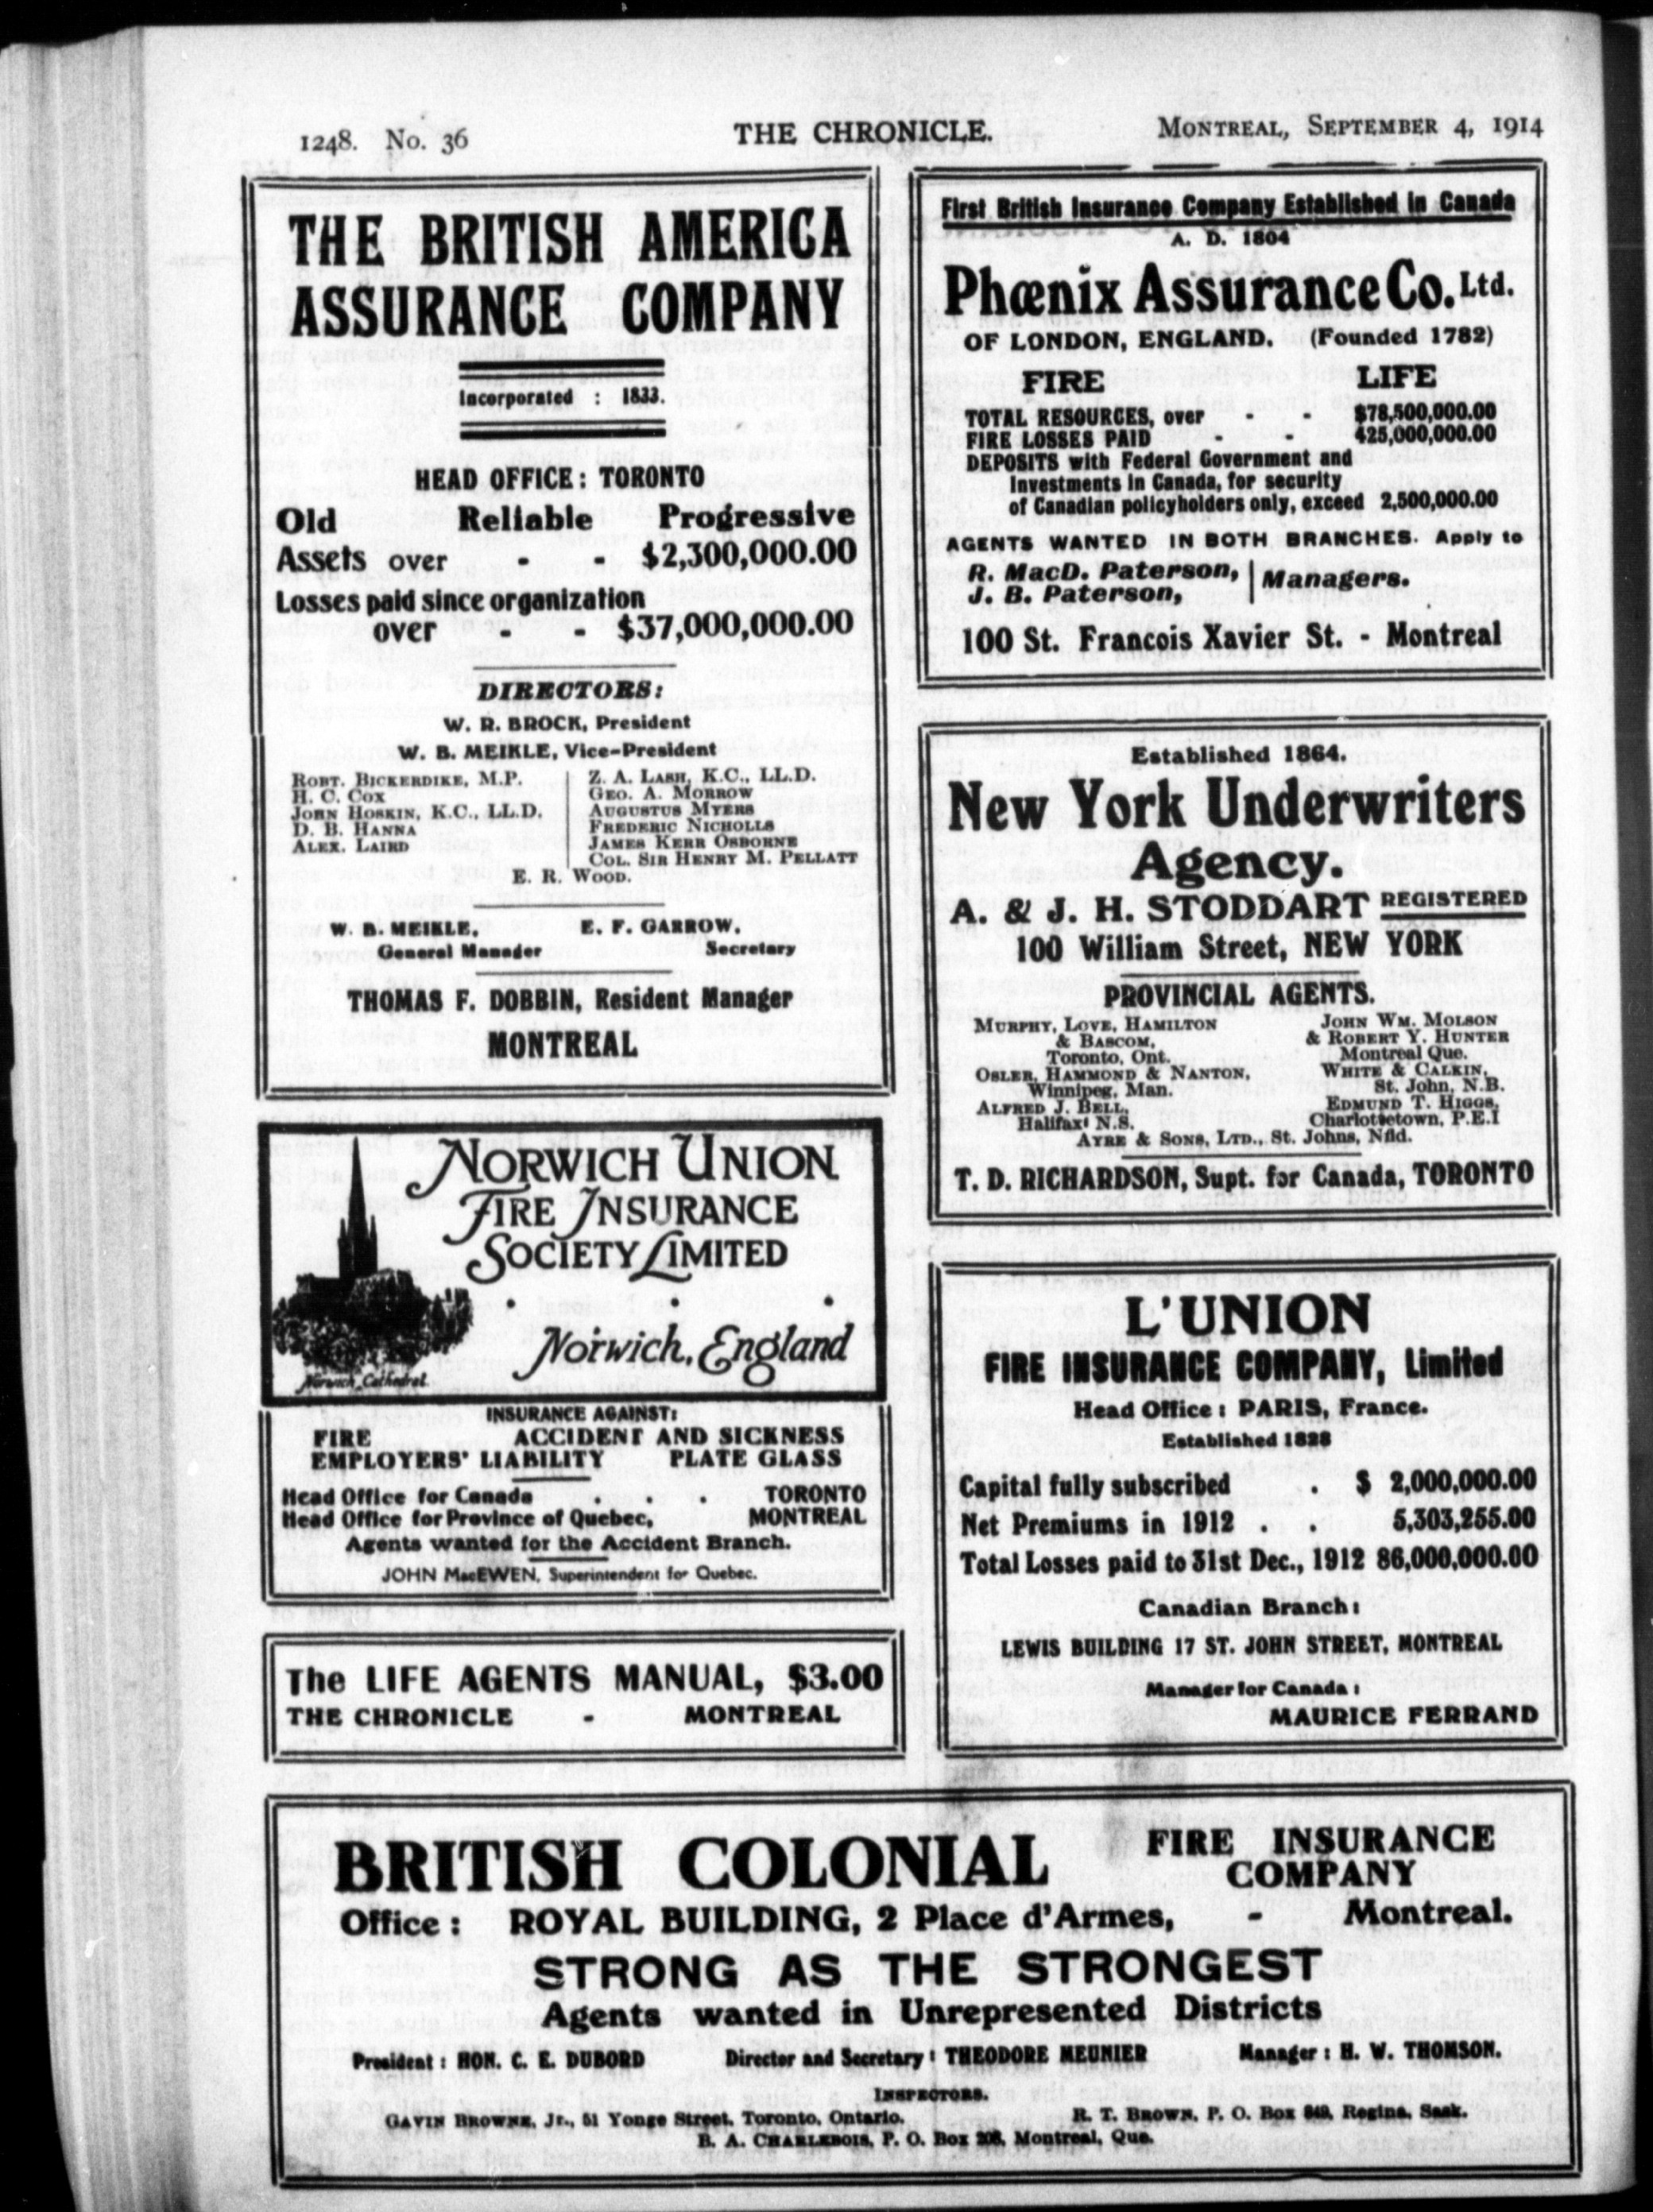 1248. No. 36 THE CHRONICLE. MONTREAL, SEPTEMBER 4, 1914
THE BRITISH AMERICA
ASSURANCE COMPANY
Incorporated : 1833.
HEAD OFFICE : TORONTO
Old Reliable Progressive
Assets over - - $2,300,000.00
Losses paid since organization
over - - $37,000,000.00
DIRECTORS:
W. R. BROCK, President
W. B. MEIKLE, Vice-President
ROBT. BICKERDIKE, M.P.
H. C. COX
JOHN HOSKIN, K.C., LL.D.
D. B. HANNA
ALEX. LAIRD
Z. A. LASH, K.C., LL.D.
GEO. A. MORROW
AUGUSTUS MYERS
FREDERIC NICHOLLS
JAMES KERR OSBORNE
COL. SIR HENRY M. PELLATT
E. R. WOOD.
W. B. MEIKLE, E. F. GARROW,
General Manager Secretary
THOMAS F. DOBBIN, Resident Manager
MONTREAL
NORWICH UNION
FIRE INSURANCE
SOCIETY LIMITED
Norwich, England
Norwich Cathedral
INSURANCE AGAINST:
FIRE ACCIDENT AND SICKNESS
EMPLOYERS' LIABILITY PLATE GLASS
Head Office for Canada . . . TORONTO
Head Office for Province of Quebec, MONTREAL
Agents wanted for the Accident Branch.
JOHN MacEWEN, Superintendent for Quebec.
The LIFE AGENTS MANUAL, $3.00
THE CHRONICLE - MONTREAL
First British Insurance Company Established in Canada
A. D. 1804
Phœnix Assurance Co. Ltd.
OF LONDON, ENGLAND. (Founded 1782)
FIRE LIFE
TOTAL RESOURCES, over - - $78,500,000.00
FIRE LOSSES PAID - - 425,000,000.00
DEPOSITS with Federal Government and
Investments in Canada, for security
of Canadian policyholders only, exceed 2,500,000.00
AGENTS WANTED IN BOTH BRANCHES. Apply to
R. MacD. Paterson,
J. B. Paterson,
Managers.
100 St. Francois Xavier St. - Montreal
Established 1864.
New York Underwriters
Agency.
A. & J. H. STODDART REGISTERED
100 William Street, NEW YORK
PROVINCIAL AGENTS.
MURPHY, LOVE, HAMILTON
& BASCOM,
Toronto, Ont.
OSLER, HAMMOND & NANTON,
Winnipeg, Man.
ALFRED J. BELL,
Halifax, N.S.
JOHN WM. MOLSON
& ROBERT Y. HUNTER
Montreal Que.
WHITE & CALKIN,
St. John, N.B.
EDMUND T. HIGGS,
Charlottetown, P.E.I
AYRE & SONS, LTD., St. Johns, Nfld.
T. D. RICHARDSON, Supt. for Canada, TORONTO
L'UNION
FIRE INSURANCE COMPANY, Limited
Head Office : PARIS, France.
Established 1828
Capital fully subscribed . $ 2,000,000.00
Net Premiums in 1912 . . 5,303,255.00
Total Losses paid to 31st Dec., 1912 86,000,000.00
Canadian Branch :
LEWIS BUILDING 17 ST. JOHN STREET, MONTREAL
Manager for Canada :
MAURICE FERRAND
BRITISH COLONIAL FIRE INSURANCE
COMPANY
Office : ROYAL BUILDING, 2 Place d'Armes, - Montreal.
STRONG AS THE STRONGEST
Agents wanted in Unrepresented Districts
President : HON. C. E. DUBORD Director and Secretary : THEODORE MEUNIER Manager : H. W. THOMSON.
INSPECTORS.
GAVIN BROWNE, Jr., 51 Yonge Street, Toronto, Ontario. R. T. BROWN, P. O. Box Regina, Sask.
B. A. CHARLEBOIS, P. O. Box 208, Montreal, Que.